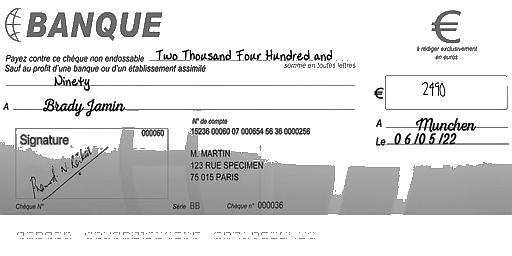 BANQUE
€
à rédiger exclusivement
en euros
Payez contre ce chèque non endossable Two Thousand Four Hundred and
Sauf au profit d'une banque ou d'un établissement assimilé
somme en toutes lettres
Ninety
€ 2490
A Brady Jamin
N° de compte
A Munchen
Signature 000060 15236 00060 07 000654 56 36 0000256
Le 06/05/22
M. MARTIN
123 RUE SPECIMEN
75 015 PARIS
Chèque N° Série BB Chèque n° 000036